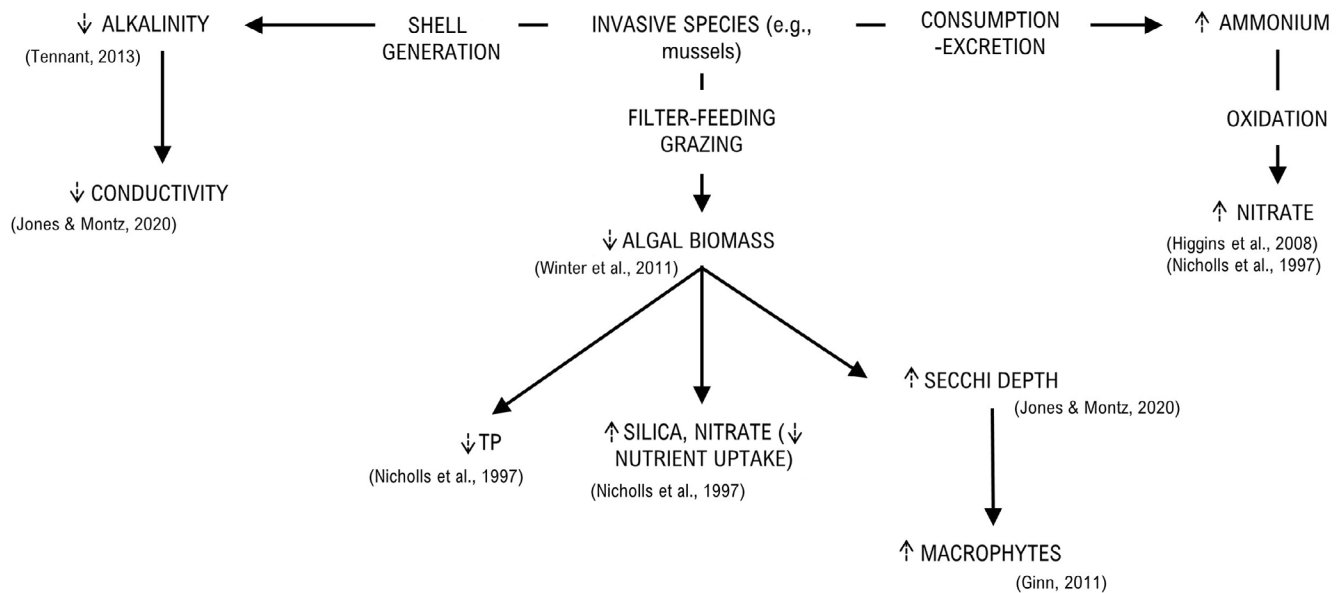 ↓ ALKALINITY
(Tennant, 2013)
SHELL
GENERATION
INVASIVE SPECIES (e.g.,
mussels)
CONSUMPTION
-EXCRETION
↑ AMMONIUM
FILTER-FEEDING
GRAZING
OXIDATION
↓ CONDUCTIVITY
(Jones & Montz, 2020)
↑ NITRATE
(Higgins et al., 2008)
(Nicholls et al., 1997)
↓ ALGAL BIOMASS
(Winter et al., 2011)
↓ TP
(Nicholls et al., 1997)
↑ SILICA, NITRATE (↓
NUTRIENT UPTAKE)
(Nicholls et al., 1997)
↑ SECCHI DEPTH
(Jones & Montz, 2020)
↑ MACROPHYTES
(Ginn, 2011)